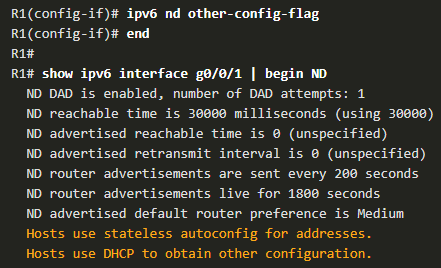 R1(config-if)# ipv6 nd other-config-flag
R1(config-if)# end
R1#
R1# show ipv6 interface g0/0/1 | begin ND
ND DAD is enabled, number of DAD attempts: 1
ND reachable time is 30000 milliseconds (using 30000)
ND advertised reachable time is 0 (unspecified)
ND advertised retransmit interval is 0 (unspecified)
ND router advertisements are sent every 200 seconds
ND router advertisements live for 1800 seconds
ND advertised default router preference is Medium
Hosts use stateless autoconfig for addresses.
Hosts use DHCP to obtain other configuration.